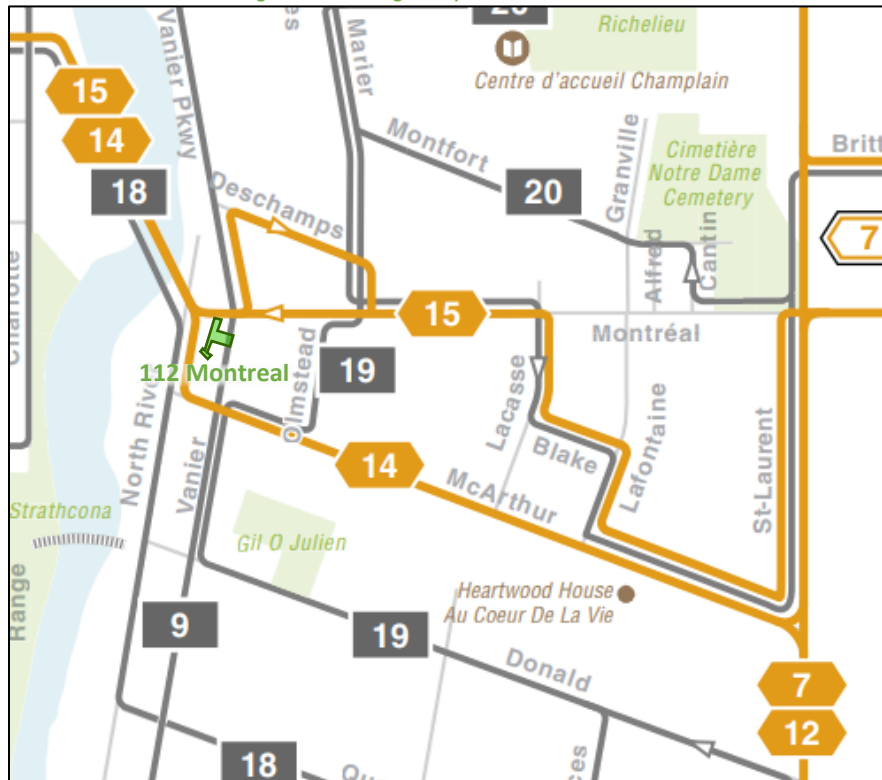 Richelieu
Centre d'accueil Champlain
Vanier Pkwy
Marier
15
14
18
Montfort
20
Granville
Cimetière
Notre Dame
Cemetery
Britt
Deschamps
Alfred
Cantin
7
Charlotte
15
Montréal
112 Montreal
Olmstead
19
Lacasse
Lafontaine
Blake
St-Laurent
North River
Vanier
14
McArthur
Strathcona
Gil O Julien
Heartwood House
Au Coeur De La Vie
Range
9
19
Donald
7
12
18